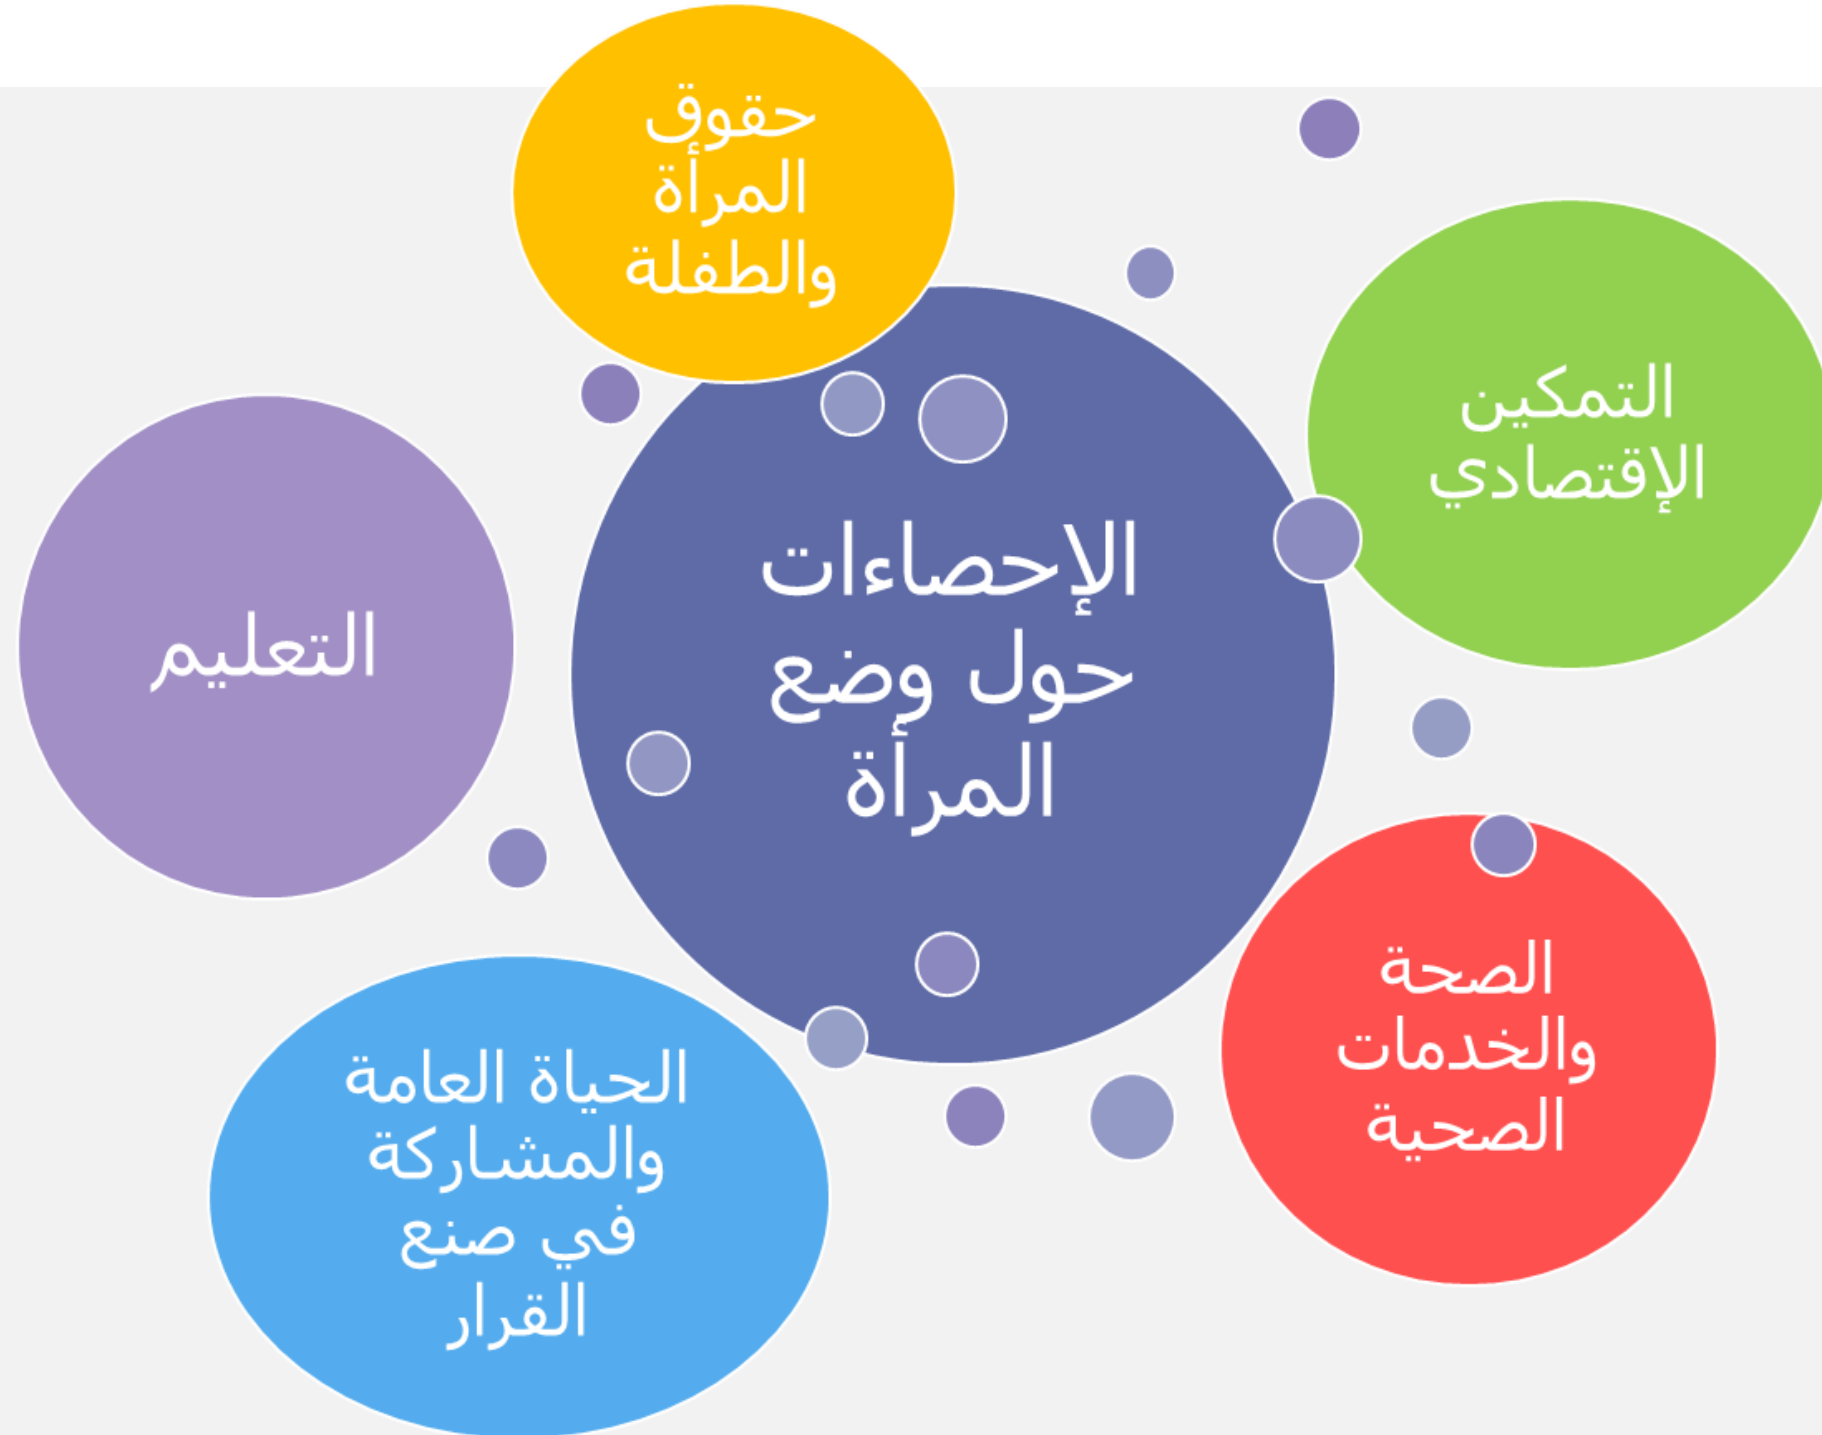 حقوق
المرأة
والطفلة
التمكين
الإقتصادي
الإحصاءات
حول وضع
المرأة
التعليم
الصحة
والخدمات
الصحية
الحياة العامة
والمشاركة
في صنع
القرار